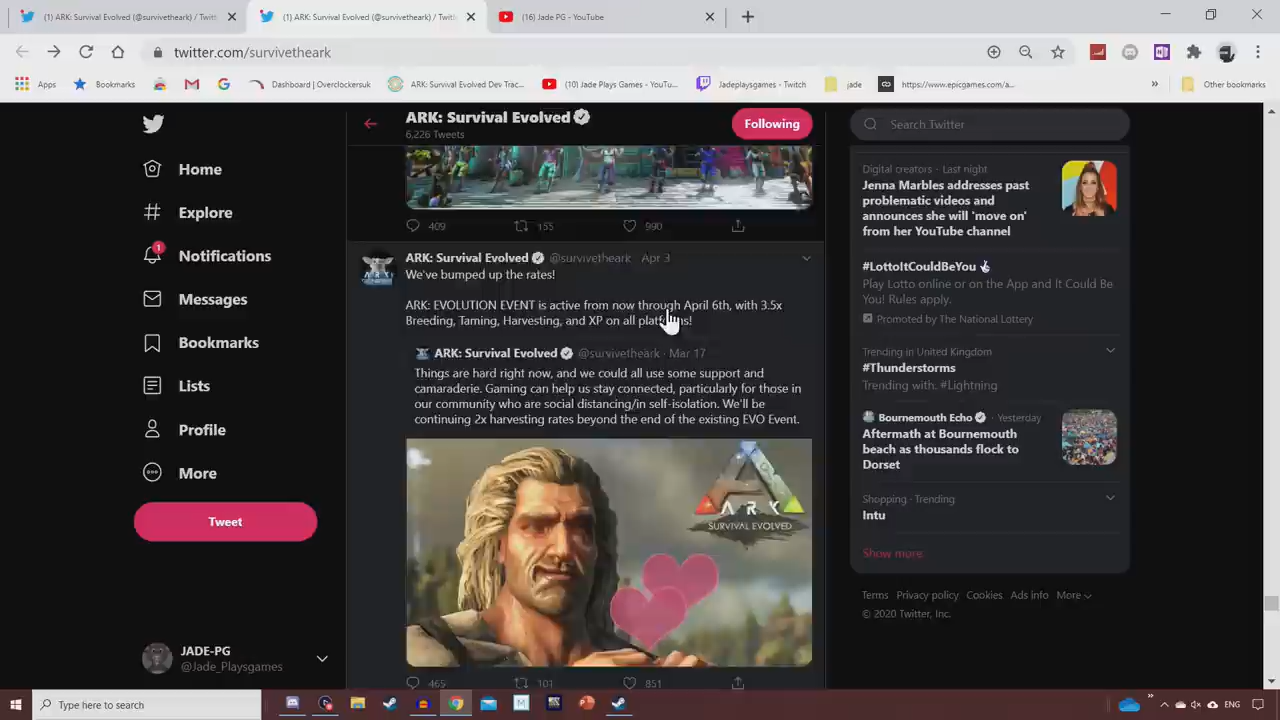 (1) ARK: Survival Evolved (@survivetheark) / Twitt
(1) ARK: Survival Evolved (@survivetheark) / Twitt
(16) Jade PG - YouTube
twitter.com/survivetheark
Apps
Bookmarks
Dashboard | Overclockersuk
ARK: Survival Evolved Dev Trac...
(10) Jade Plays Games - YouTu...
Jadeplaysgames - Twitch
jade
https://www.epicgames.com/a...
»
Other bookmarks
Home
Explore
1
Notifications
Messages
Bookmarks
Lists
Profile
More
Tweet
JADE-PG
@Jade_Playsgames
ARK: Survival Evolved
6,226 Tweets
Following
409
155
990
ARK: Survival Evolved @survivetheark · Apr 3
We've bumped up the rates!
ARK: EVOLUTION EVENT is active from now through April 6th, with 3.5x
Breeding, Taming, Harvesting, and XP on all platforms!
ARK: Survival Evolved @survivetheark · Mar 17
Things are hard right now, and we could all use some support and
camaraderie. Gaming can help us stay connected, particularly for those in
our community who are social distancing/in self-isolation. We'll be
continuing 2x harvesting rates beyond the end of the existing EVO Event.
ARK
SURVIVAL EVOLVED
465
101
851
Search Twitter
Digital creators · Last night
Jenna Marbles addresses past
problematic videos and
announces she will 'move on'
from her YouTube channel
#LottoItCouldBeYou
Play Lotto online or on the App and It Could Be
You! Rules apply.
Promoted by The National Lottery
Trending in United Kingdom
#Thunderstorms
Trending with. #Lightning
Bournemouth Echo · Yesterday
Aftermath at Bournemouth
beach as thousands flock to
Dorset
Shopping · Trending
Intu
Show more
Terms Privacy policy Cookies Ads info More
© 2020 Twitter, Inc.
Type here to search
ENG